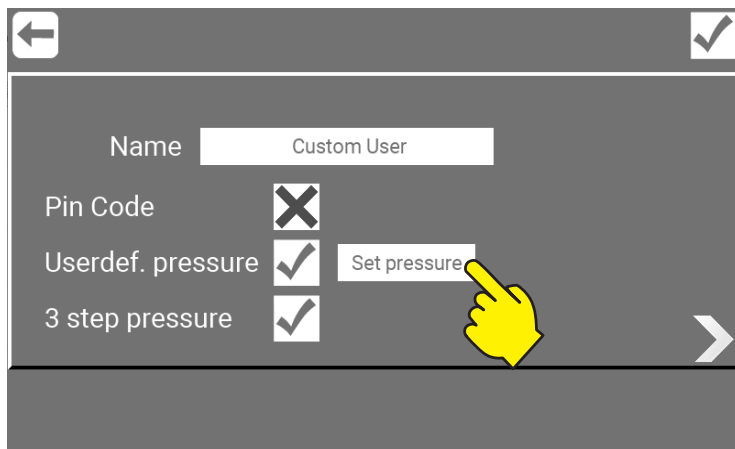 Name Custom User
Pin Code
Userdef. pressure Set pressure
3 step pressure